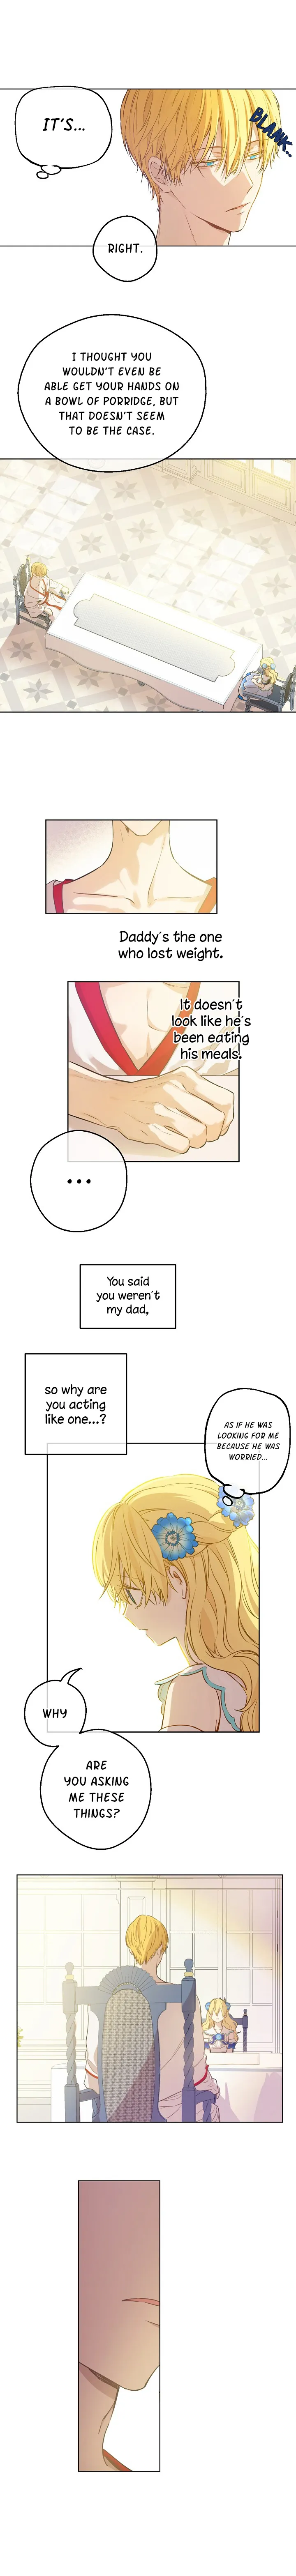 IT'S...
BLANK..
RIGHT.
I THOUGHT YOU
WOULDN'T EVEN BE
ABLE GET YOUR HANDS ON
A BOWL OF PORRIDGE, BUT
THAT DOESN'T SEEM
TO BE THE CASE.
Daddy's the one
who lost weight.
It doesn't
look like he's
been eating
his meals.
...
You said
you weren't
my dad,
so why are
you acting
like one...?
AS IF HE WAS
LOOKING FOR ME
BECAUSE HE WAS
WORRIED...
WHY
ARE
YOU ASKING
ME THESE
THINGS?